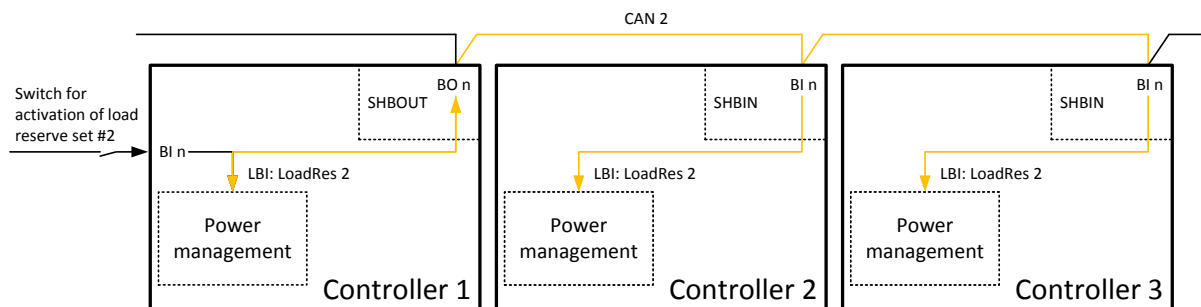 CAN 2
Switch for
activation of load
reserve set #2
BI n
SHBOUT
BO n
LBI: LoadRes 2
Power
management
Controller 1
SHBIN
BI n
LBI: LoadRes 2
Power
management
Controller 2
SHBIN
BI n
LBI: LoadRes 2
Power
management
Controller 3